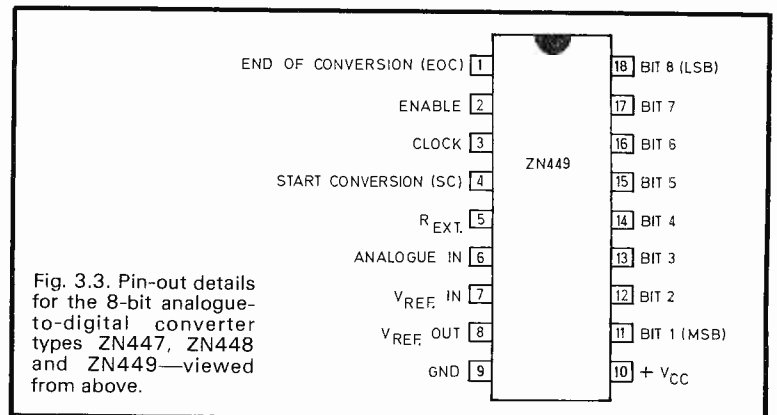 END OF CONVERSION (EOC) 1
ENABLE 2
CLOCK 3
START CONVERSION (SC) 4
R EXT. 5
ANALOGUE IN 6
V REF. IN 7
V REF. OUT 8
GND 9
ZN449
18 BIT 8 (LSB)
17 BIT 7
16 BIT 6
15 BIT 5
14 BIT 4
13 BIT 3
12 BIT 2
11 BIT 1 (MSB)
10 + VCC
Fig. 3.3. Pin-out details
for the 8-bit analogue-
to-digital converter
types ZN447, ZN448
and ZN449—viewed
from above.